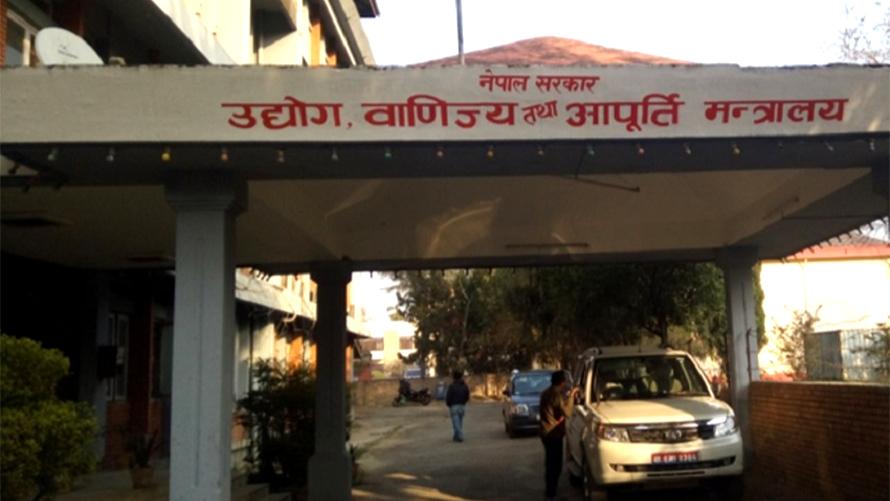 नेपाल सरकार
उद्योग, वाणिज्य तथा आपूर्ति मन्त्रालय